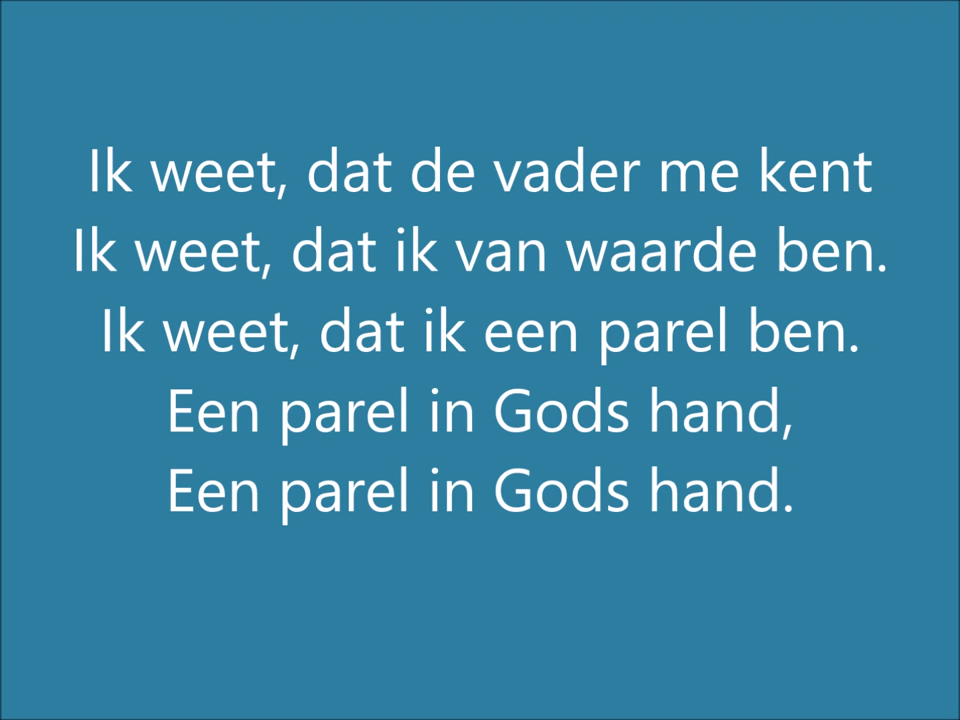 Ik weet, dat de vader me kent
Ik weet, dat ik van waarde ben.
Ik weet, dat ik een parel ben.
Een parel in Gods hand,
Een parel in Gods hand.